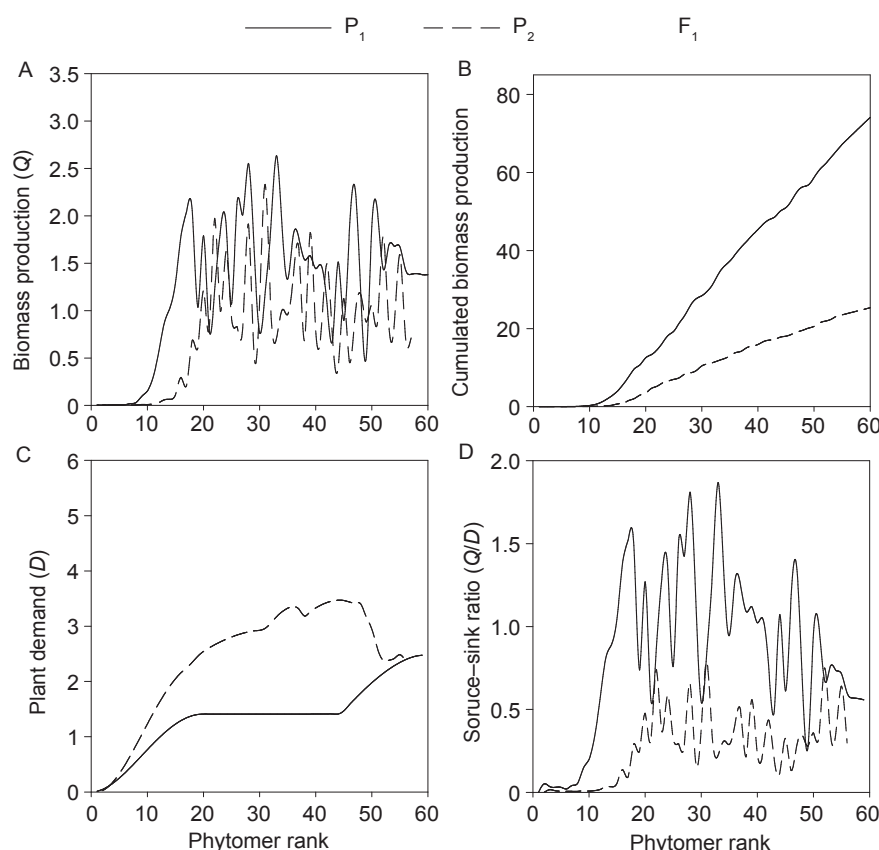 P1 P2 F1
A
3.5
3.0
2.5
2.0
1.5
1.0
0.5
0
Biomass production (Q)
0 10 20 30 40 50 60
B
80
60
40
20
0
Cumulated biomass production
0 10 20 30 40 50 60
C
6
5
4
3
2
1
0
Plant demand (D)
0 10 20 30 40 50 60
Phytomer rank
D
2.0
1.5
1.0
0.5
0
Soruce–sink ratio (Q/D)
0 10 20 30 40 50 60
Phytomer rank